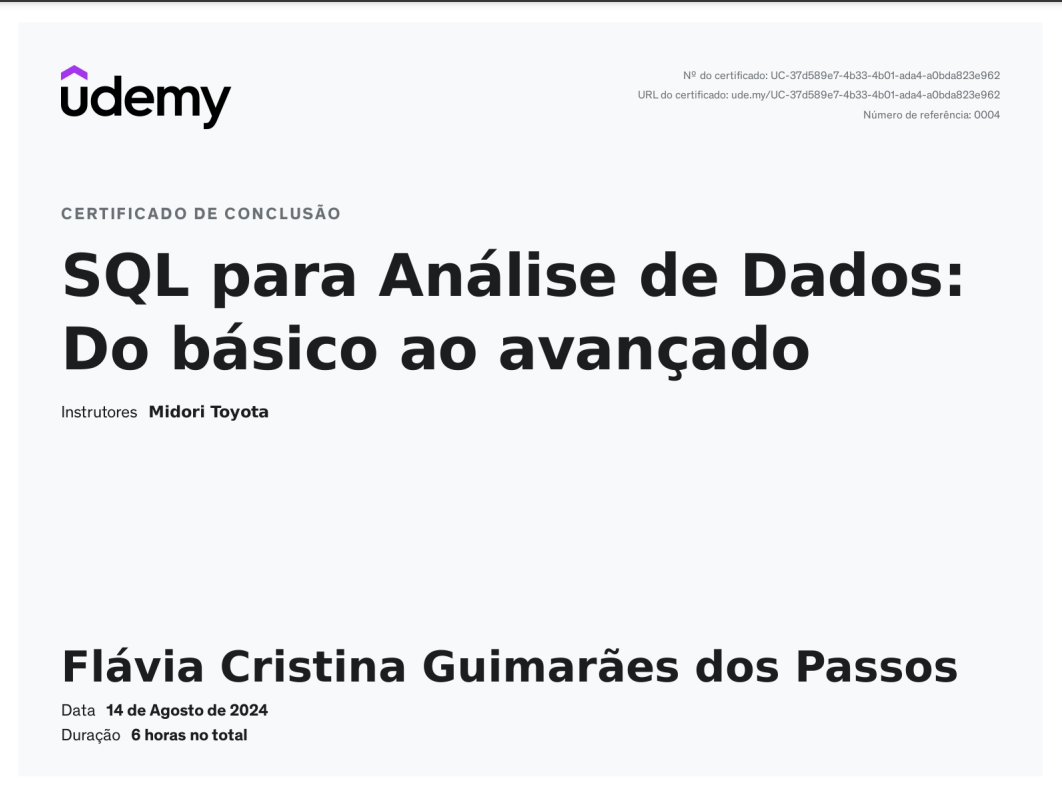 udemy
Nº do certificado: UC-37d589e7-4b33-4b01-ada4-a0bda823e962
URL do certificado: ude.my/UC-37d589e7-4b33-4b01-ada4-a0bda823e962
Número de referência: 0004
CERTIFICADO DE CONCLUSÃO
SQL para Análise de Dados:
Do básico ao avançado
Instrutores Midori Toyota
Flávia Cristina Guimarães dos Passos
Data 14 de Agosto de 2024
Duração 6 horas no total